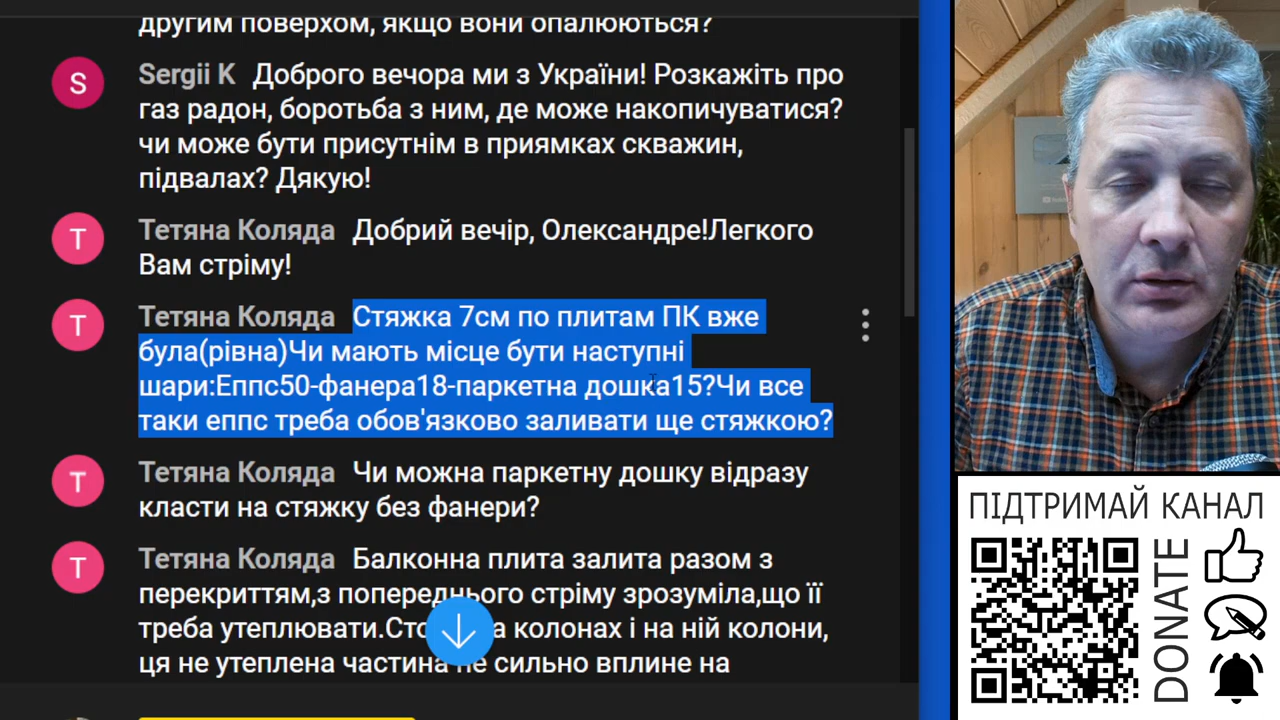 другим поверхом, якщо вони опалюються?
S Sergii K Доброго вечора ми з України! Розкажіть про
газ радон, боротьба з ним, де може накопичуватися?
чи може бути присутнім в приямках скважин,
підвалах? Дякую!
Т Тетяна Коляда Добрий вечір, Олександре!Легкого
Вам стріму!
Т Тетяна Коляда Стяжка 7см по плитам ПК вже
була(рівна)Чи мають місце бути наступні
шари:Еппс50-фанера18-паркетна дошка15?Чи все
таки еппс треба обов'язково заливати ще стяжкою?
Т Тетяна Коляда Чи можна паркетну дошку відразу
класти на стяжку без фанери?
Т Тетяна Коляда Балконна плита залита разом з
перекриттям,з попереднього стріму зрозуміла,що її
треба утеплювати.Сто а колонах і на ній колони,
ця не утеплена частина не сильно вплине на
ПІДТРИМАЙ КАНАЛ
DONATE